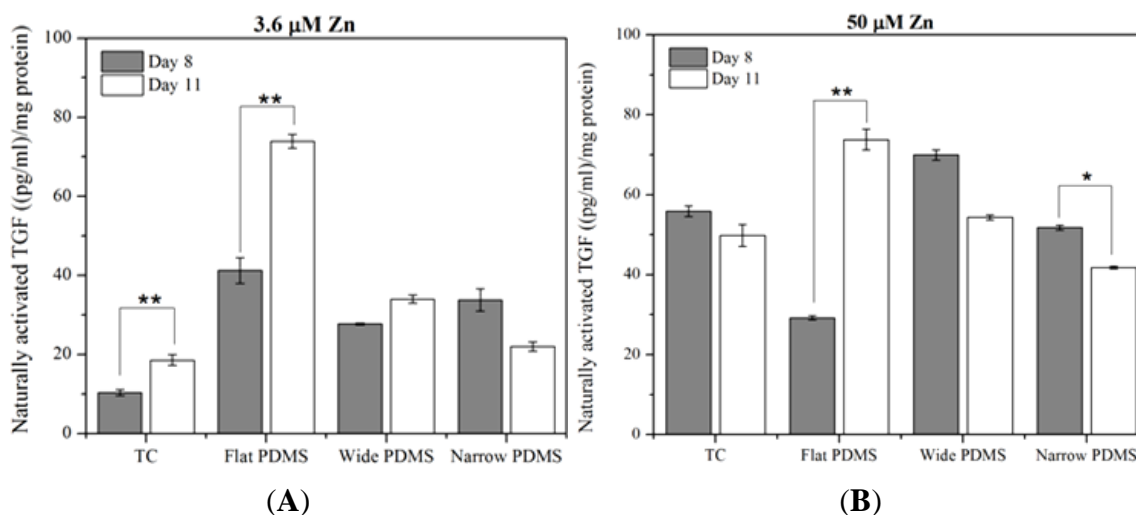 3.6 µM Zn
Naturally activated TGF ((pg/ml)/mg protein)
100
80
60
40
20
0
Day 8
Day 11
**
**
TC
Flat PDMS
Wide PDMS
Narrow PDMS
(A)
50 µM Zn
Naturally activated TGF ((pg/ml)/mg protein)
100
80
60
40
20
0
Day 8
Day 11
**
*
TC
Flat PDMS
Wide PDMS
Narrow PDMS
(B)